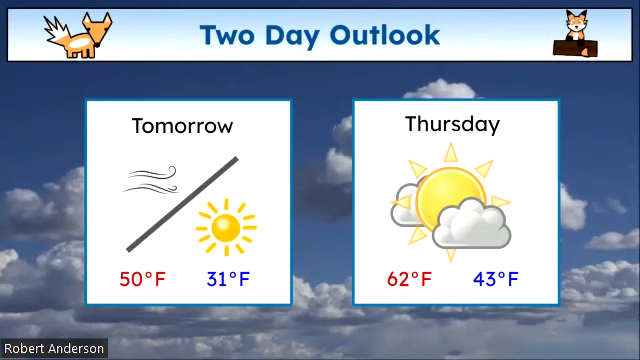 Two Day Outlook
Tomorrow
50°F 31°F
Thursday
62°F 43°F
Robert Anderson